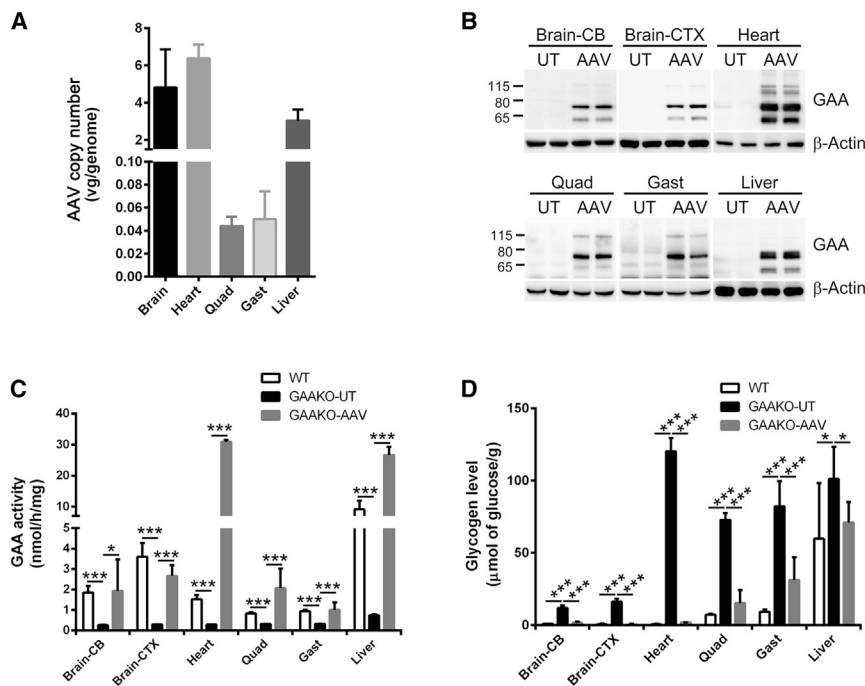 A
AAV copy number
(vg/genome)
8
6
4
2
0.10
0.08
0.06
0.04
0.02
0.00
Brain
Heart
Quad
Gast
Liver
B
Brain-CB Brain-CTX Heart
UT AAV UT AAV UT AAV
115
80
65
GAA
β-Actin
Quad Gast Liver
UT AAV UT AAV UT AAV
115
80
65
GAA
β-Actin
C
WT
GAAKO-UT
GAAKO-AAV
GAA activity
(nmol/h/mg)
40
30
20
10
5
4
3
2
1
0
*** *
*** ***
*** ***
*** ***
*** ***
*** ***
Brain-CB
Brain-CTX
Heart
Quad
Gast
Liver
D
WT
GAAKO-UT
GAAKO-AAV
Glycogen level
(μmol of glucose/g)
150
100
50
0
*** ***
*** ***
*** ***
*** ***
*** ***
* *
Brain-CB
Brain-CTX
Heart
Quad
Gast
Liver